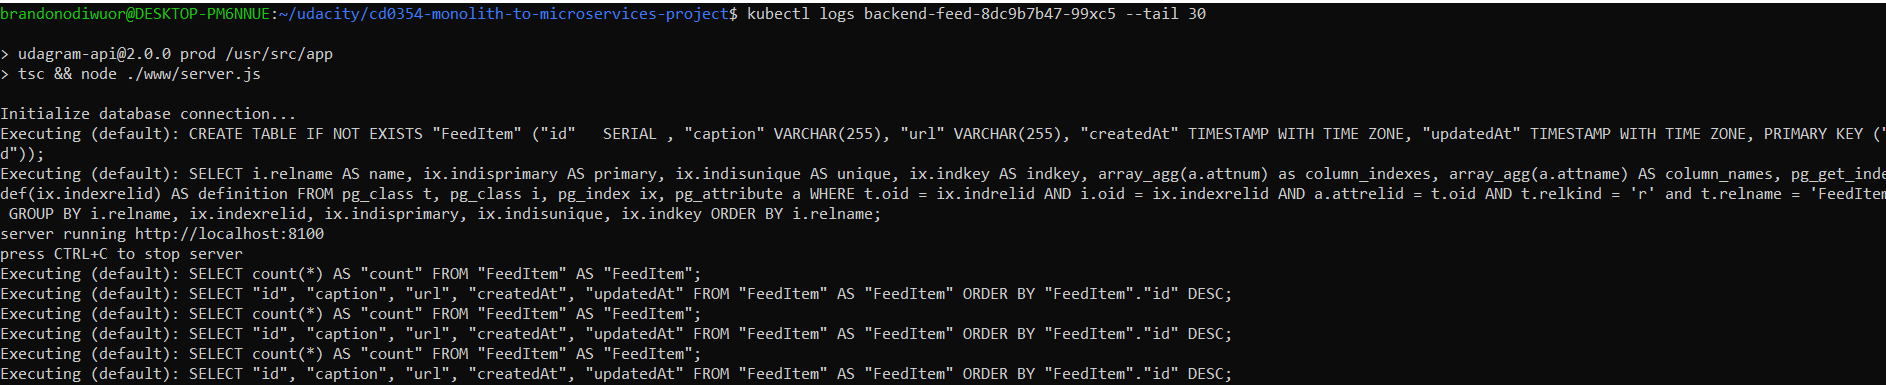 brandonodiwuor@DESKTOP-PM6NNUE:~/udacity/cd0354-monolith-to-microservices-project$ kubectl logs backend-feed-8dc9b7b47-99xc5 --tail 30
> udagram-api@2.0.0 prod /usr/src/app
> tsc && node ./www/server.js
Initialize database connection...
Executing (default): CREATE TABLE IF NOT EXISTS "FeedItem" ("id"   SERIAL , "caption" VARCHAR(255), "url" VARCHAR(255), "createdAt" TIMESTAMP WITH TIME ZONE, "updatedAt" TIMESTAMP WITH TIME ZONE, PRIMARY KEY ("
d"));
Executing (default): SELECT i.relname AS name, ix.indisprimary AS primary, ix.indisunique AS unique, ix.indkey AS indkey, array_agg(a.attnum) as column_indexes, array_agg(a.attname) AS column_names, pg_get_inde
def(ix.indexrelid) AS definition FROM pg_class t, pg_class i, pg_index ix, pg_attribute a WHERE t.oid = ix.indrelid AND i.oid = ix.indexrelid AND a.attrelid = t.oid AND t.relkind = 'r' and t.relname = 'FeedItem
 GROUP BY i.relname, ix.indexrelid, ix.indisprimary, ix.indisunique, ix.indkey ORDER BY i.relname;
server running http://localhost:8100
press CTRL+C to stop server
Executing (default): SELECT count(*) AS "count" FROM "FeedItem" AS "FeedItem";
Executing (default): SELECT "id", "caption", "url", "createdAt", "updatedAt" FROM "FeedItem" AS "FeedItem" ORDER BY "FeedItem"."id" DESC;
Executing (default): SELECT count(*) AS "count" FROM "FeedItem" AS "FeedItem";
Executing (default): SELECT "id", "caption", "url", "createdAt", "updatedAt" FROM "FeedItem" AS "FeedItem" ORDER BY "FeedItem"."id" DESC;
Executing (default): SELECT count(*) AS "count" FROM "FeedItem" AS "FeedItem";
Executing (default): SELECT "id", "caption", "url", "createdAt", "updatedAt" FROM "FeedItem" AS "FeedItem" ORDER BY "FeedItem"."id" DESC;